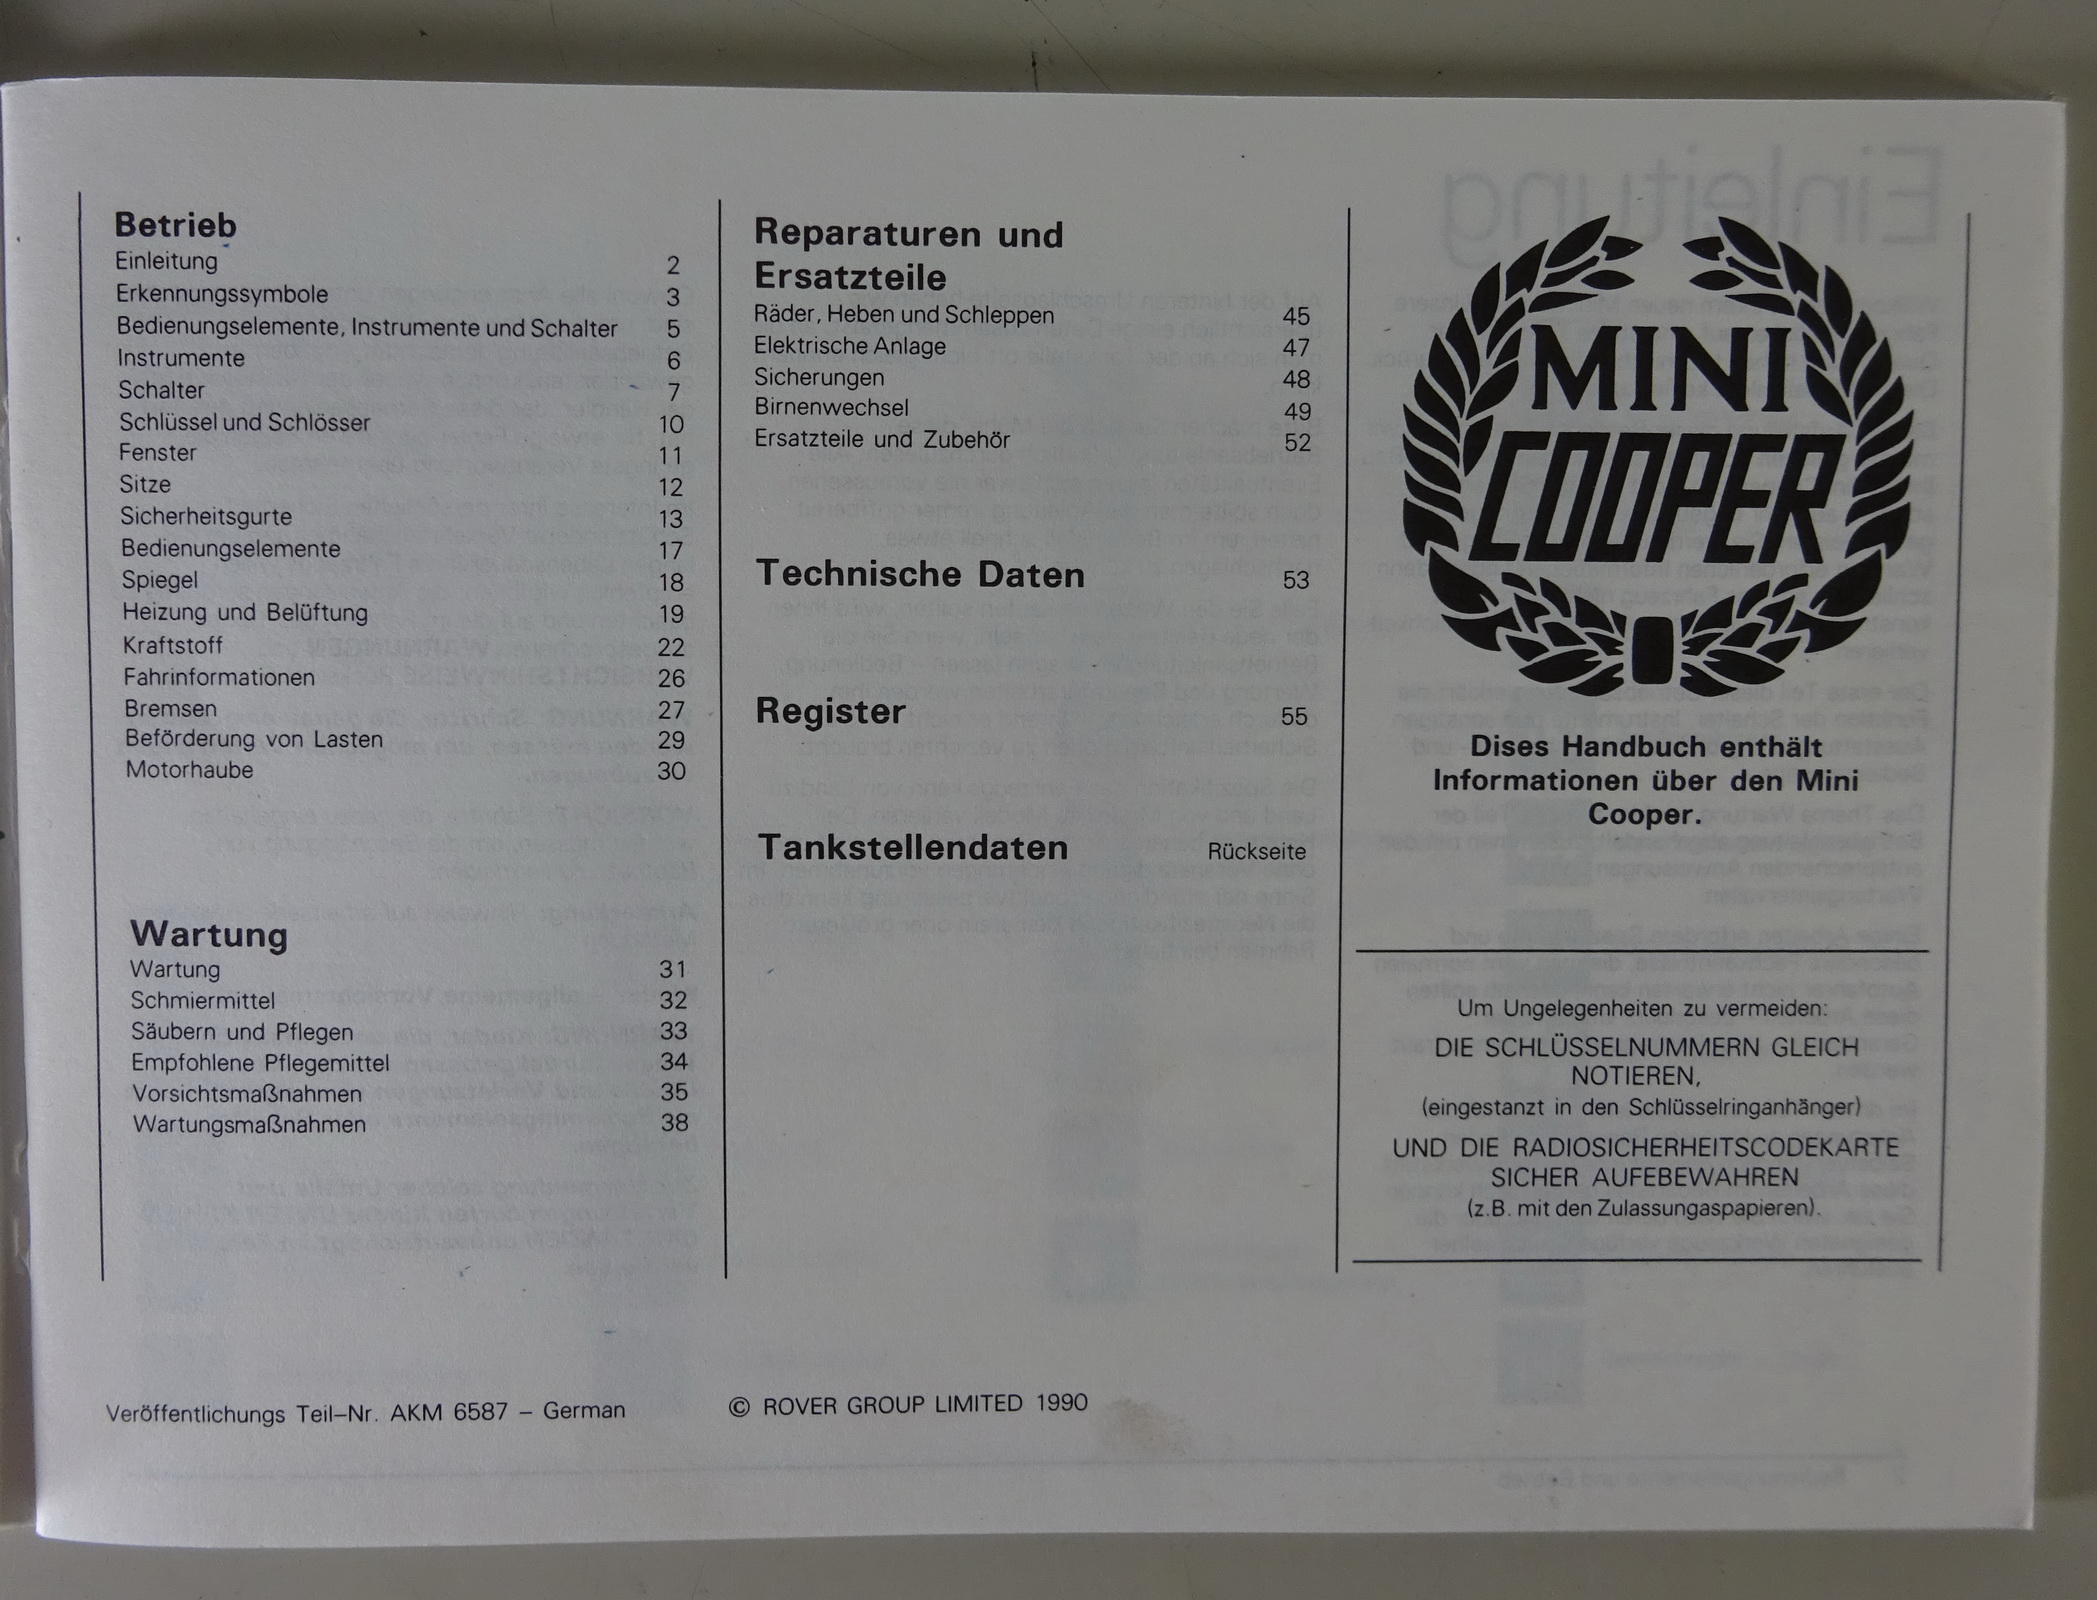 Betrieb
Einleitung 2
Erkennungssymbole 3
Bedienungselemente, Instrumente und Schalter 5
Instrumente 6
Schalter 7
Schlüssel und Schlösser 10
Fenster 11
Sitze 12
Sicherheitsgurte 13
Bedienungselemente 17
Spiegel 18
Heizung und Belüftung 19
Kraftstoff 22
Fahrinformationen 26
Bremsen 27
Beförderung von Lasten 29
Motorhaube 30
Wartung
Wartung 31
Schmiermittel 32
Säubern und Pflegen 33
Empfohlene Pflegemittel 34
Vorsichtsmaßnahmen 35
Wartungsmaßnahmen 38
Reparaturen und
Ersatzteile
Räder, Heben und Schleppen 45
Elektrische Anlage 47
Sicherungen 48
Birnenwechsel 49
Ersatzteile und Zubehör 52
Technische Daten 53
Register 55
Tankstellendaten Rückseite
MINI
COOPER
Dises Handbuch enthält
Informationen über den Mini
Cooper.
Um Ungelegenheiten zu vermeiden:
DIE SCHLÜSSELNUMMERN GLEICH
NOTIEREN,
(eingestanzt in den Schlüsselringanhänger)
UND DIE RADIOSICHERHEITSCODEKARTE
SICHER AUFEBEWAHREN
(z.B. mit den Zulassungaspapieren).
Veröffentlichungs Teil–Nr. AKM 6587 – German
© ROVER GROUP LIMITED 1990
Einleitung